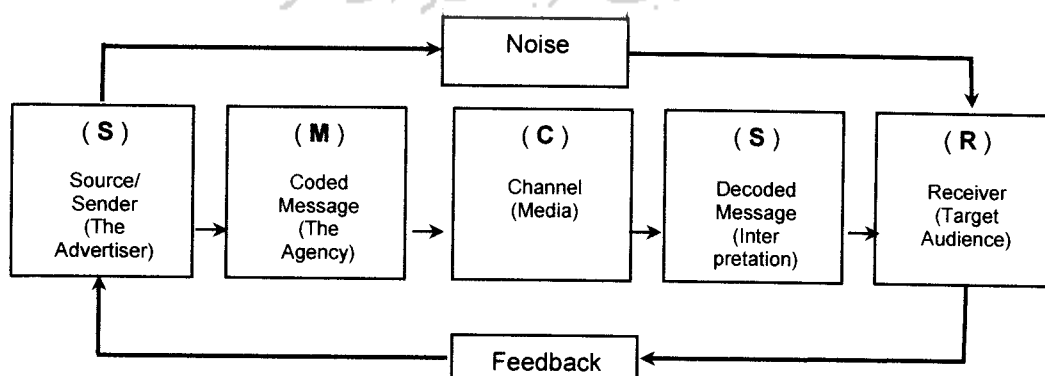 Noise
( S )
Source/
Sender
(The
Advertiser)
( M )
Coded
Message
(The
Agency)
( C )
Channel
(Media)
( S )
Decoded
Message
(Inter
pretation)
( R )
Receiver
(Target
Audience)
Feedback